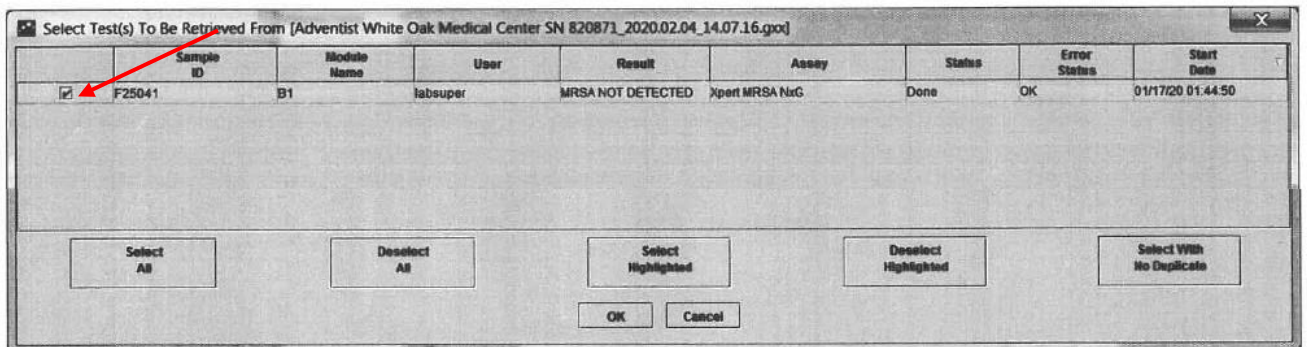 Select Test(s) To Be Retrieved From [Adventist White Oak Medical Center SN 820871_2020.02.04_14.07.16.gxx]
Sample ID Module Name User Result Assay Status Error Status Start Date
F25041 B1 labsuper MRSA NOT DETECTED Xpert MRSA NxG Done OK 01/17/20 01:44:50
Select All Deselect All Select Highlighted Deselect Highlighted Select With No Duplicate
OK Cancel